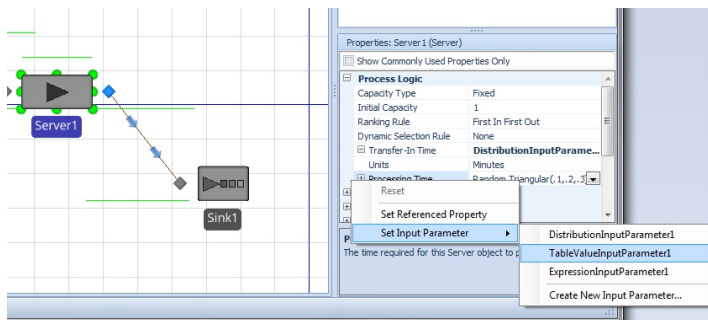 Server1
Sink1
Properties: Server1 (Server)
Show Commonly Used Properties Only
Process Logic
Capacity Type Fixed
Initial Capacity 1
Ranking Rule First In First Out
Dynamic Selection Rule None
Transfer-In Time DistributionInputParame...
Units Minutes
Processing Time Random.Triangular(.1,.2,.3)
Reset
Set Referenced Property
Set Input Parameter
DistributionInputParameter1
TableValueInputParameter1
ExpressionInputParameter1
Create New Input Parameter...
The time required for this Server object to p